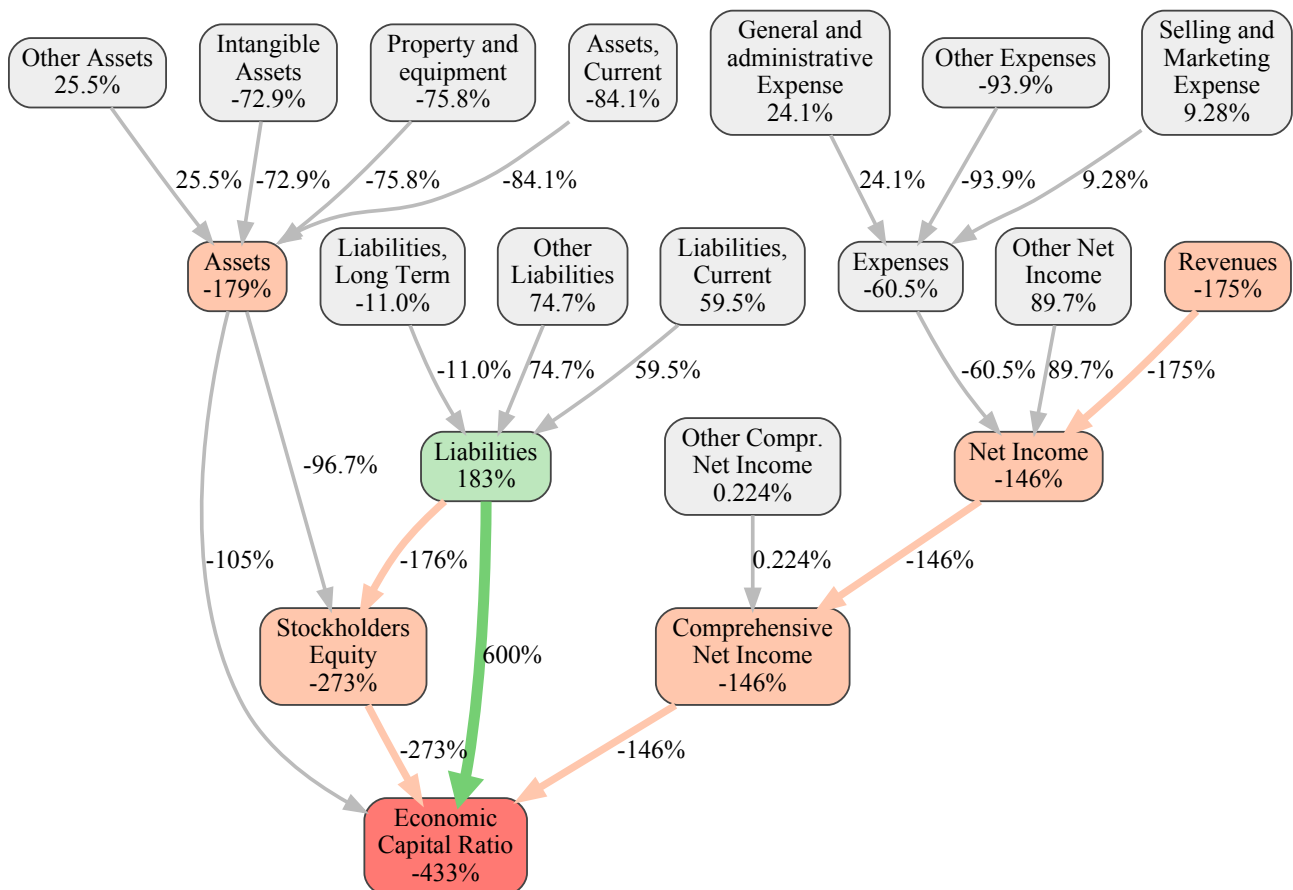 Other Assets
25.5%
Intangible
Assets
-72.9%
Property and
equipment
-75.8%
Assets,
Current
-84.1%
General and
administrative
Expense
24.1%
Other Expenses
-93.9%
Selling and
Marketing
Expense
9.28%
25.5%
-72.9%
-75.8%
-84.1%
24.1%
-93.9%
9.28%
Assets
-179%
Liabilities,
Long Term
-11.0%
Other
Liabilities
74.7%
Liabilities,
Current
59.5%
Expenses
-60.5%
Other Net
Income
89.7%
Revenues
-175%
-11.0%
74.7%
59.5%
-60.5%
89.7%
-175%
-96.7%
Liabilities
183%
Other Compr.
Net Income
0.224%
Net Income
-146%
-105%
-176%
600%
0.224%
-146%
Stockholders
Equity
-273%
Comprehensive
Net Income
-146%
-273%
-146%
Economic
Capital Ratio
-433%